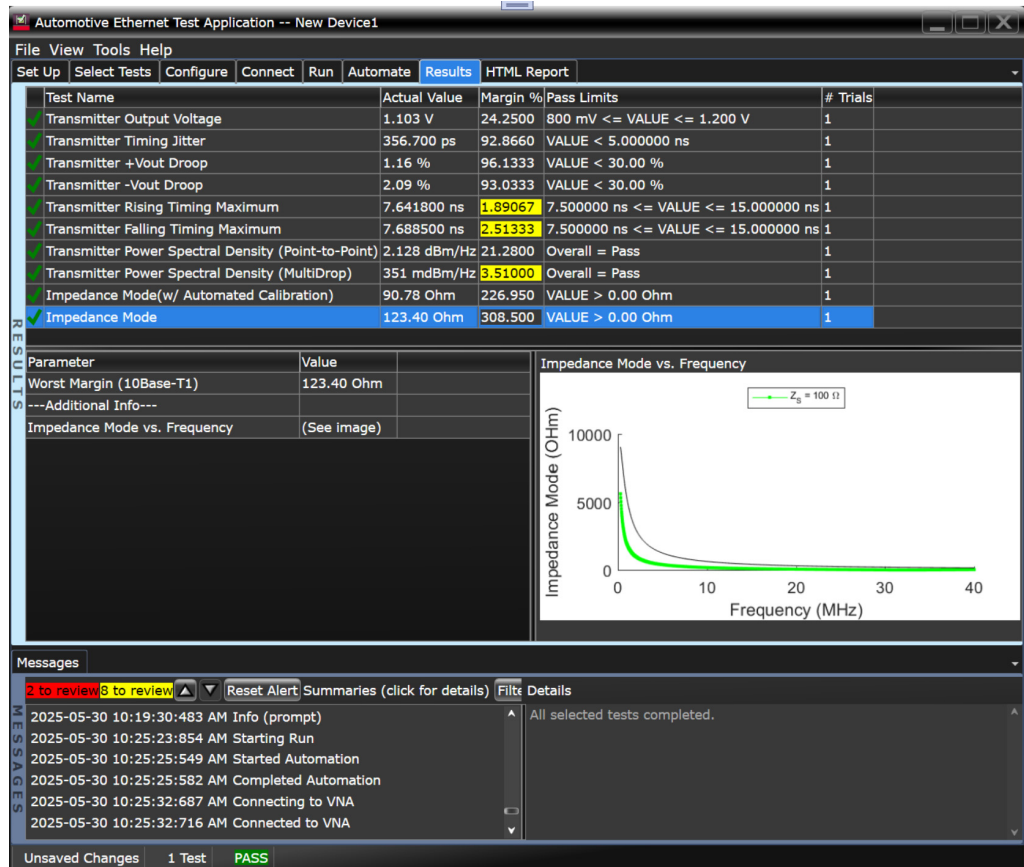 Automotive Ethernet Test Application -- New Device1
File View Tools Help
Set Up Select Tests Configure Connect Run Automate Results HTML Report
Test Name Actual Value Margin % Pass Limits # Trials
Transmitter Output Voltage 1.103 V 24.2500 800 mV <= VALUE <= 1.200 V 1
Transmitter Timing Jitter 356.700 ps 92.8660 VALUE < 5.000000 ns 1
Transmitter +Vout Droop 1.16 % 96.1333 VALUE < 30.00 % 1
Transmitter -Vout Droop 2.09 % 93.0333 VALUE < 30.00 % 1
Transmitter Rising Timing Maximum 7.641800 ns 1.89067 7.500000 ns <= VALUE <= 15.000000 ns 1
Transmitter Falling Timing Maximum 7.688500 ns 2.51333 7.500000 ns <= VALUE <= 15.000000 ns 1
Transmitter Power Spectral Density (Point-to-Point) 2.128 dBm/Hz 21.2800 Overall = Pass 1
Transmitter Power Spectral Density (MultiDrop) 351 mdBm/Hz 3.51000 Overall = Pass 1
Impedance Mode(w/ Automated Calibration) 90.78 Ohm 226.950 VALUE > 0.00 Ohm 1
Impedance Mode 123.40 Ohm 308.500 VALUE > 0.00 Ohm 1
RESULTS
Parameter Value
Worst Margin (10Base-T1) 123.40 Ohm
---Additional Info---
Impedance Mode vs. Frequency (See image)
Impedance Mode vs. Frequency
Z_S = 100 Ω
Impedance Mode (OHm)
10000
5000
0
0 10 20 30 40
Frequency (MHz)
Messages
2 to review 8 to review Reset Alert Summaries (click for details) Filte Details
MESSAGES
2025-05-30 10:19:30:483 AM Info (prompt)
2025-05-30 10:25:23:854 AM Starting Run
2025-05-30 10:25:25:549 AM Started Automation
2025-05-30 10:25:25:582 AM Completed Automation
2025-05-30 10:25:32:687 AM Connecting to VNA
2025-05-30 10:25:32:716 AM Connected to VNA
All selected tests completed.
Unsaved Changes 1 Test PASS